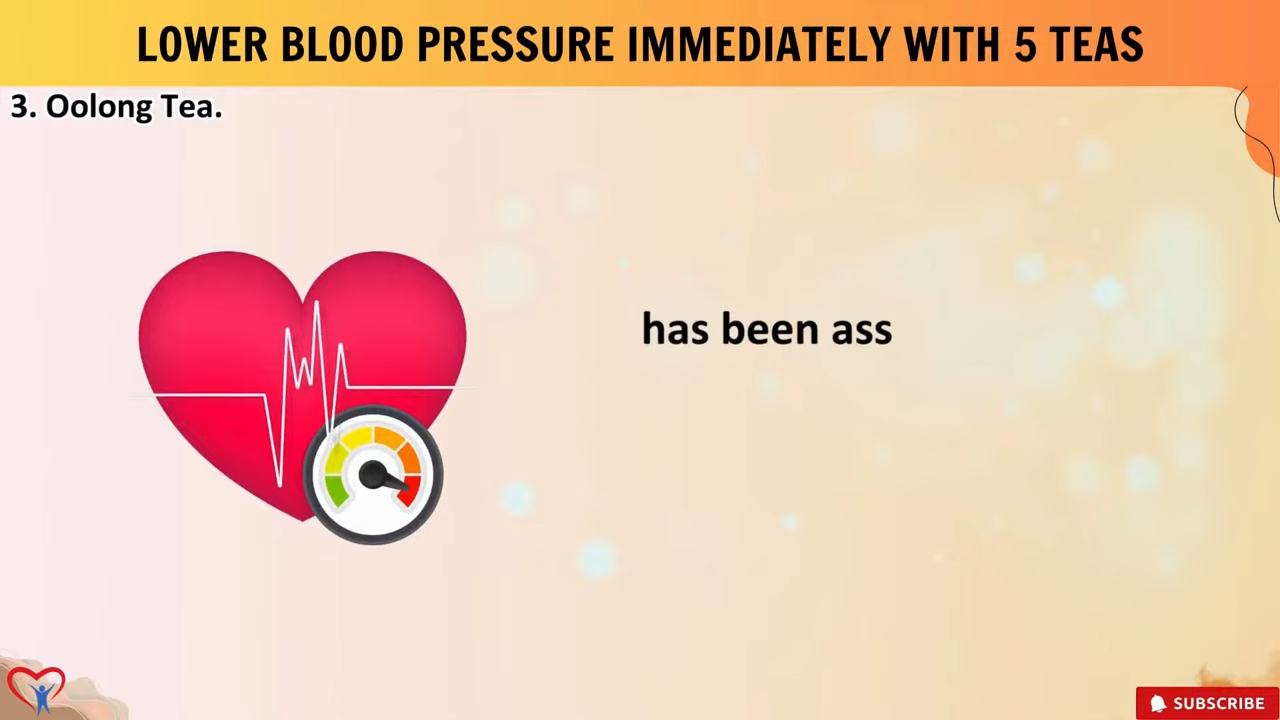 LOWER BLOOD PRESSURE IMMEDIATELY WITH 5 TEAS
3. Oolong Tea.
has been ass
SUBSCRIBE